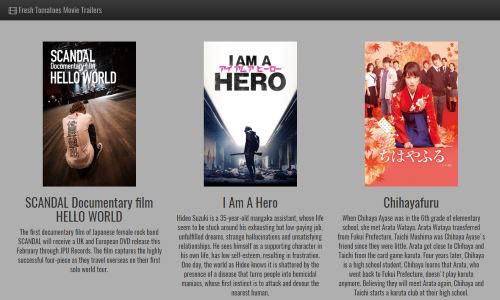 Fresh Tomatoes Movie Trailers
SCANDAL
Documentary film
HELLO WORLD
I AM A
アイ アム ア ヒーロー
HERO
ちはやふる
SCANDAL Documentary film
HELLO WORLD
The first documentary film of Japanese female rock band
SCANDAL will receive a UK and European DVD release this
February through JPU Records. The film captures the highly
successful four-piece as they travel overseas on their first
solo world tour.
I Am A Hero
Hideo Suzuki is a 35-year-old mangaka assistant, whose life
seem to be stuck around his exhausting but low-paying job,
unfulfilled dreams, strange hallucinations and unsatisfying
relationships. He sees himself as a supporting character in
his own life, has low self-esteem, resulting in frustration.
One day, the world as Hideo knows it is shattered by the
presence of a disease that turns people into homicidal
maniacs, whose first instinct is to attack and devour the
nearest human.
Chihayafuru
When Chihaya Ayase was in the 6th grade of elementary
school, she met Arata Wataya. Arata Wataya transferred
from Fukui Prefecture. Taichi Mashima was Chihaya Ayase`s
friend since they were little. Arata got close to Chihaya and
Taichi from the card game karuta. Four years later, Chihaya
is a high school student. Chihaya learns that Arata, who
went back to Fukui Prefecture, doesn`t play karuta
anymore. Believing they will meet Arata again, Chihaya and
Taichi starts a karuta club at their high school.